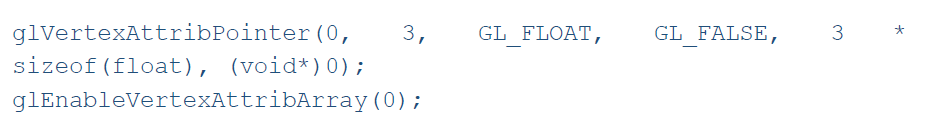 glVertexAttribPointer(0, 3, GL_FLOAT, GL_FALSE, 3 *
sizeof(float), (void*)0);
glEnableVertexAttribArray(0);